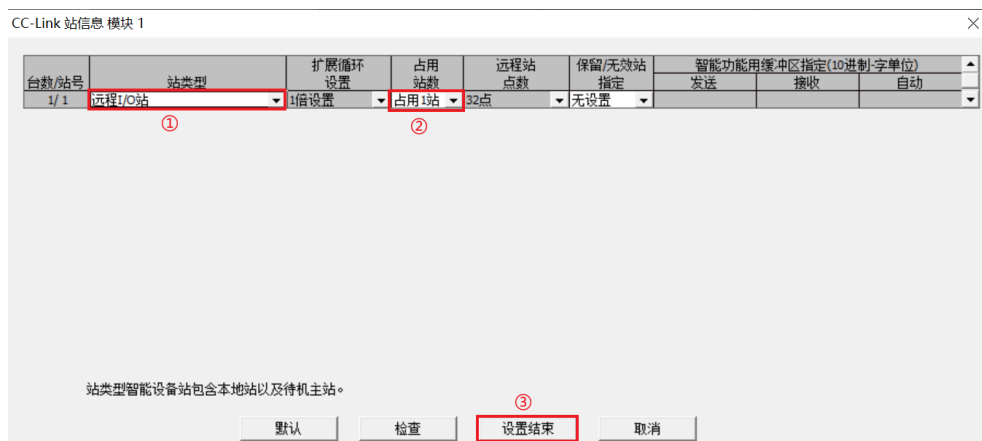 CC-Link 站信息 模块 1
台数/站号 站类型 扩展循环设置 占用站数 远程站点数 保留/无效站指定 智能功能用缓冲区指定(10进制-字单位)
发送 接收 自动
1/ 1 远程I/O站 1倍设置 占用1站 32点 无设置
① ②
站类型智能设备站包含本地站以及待机主站。
③
默认 检查 设置结束 取消